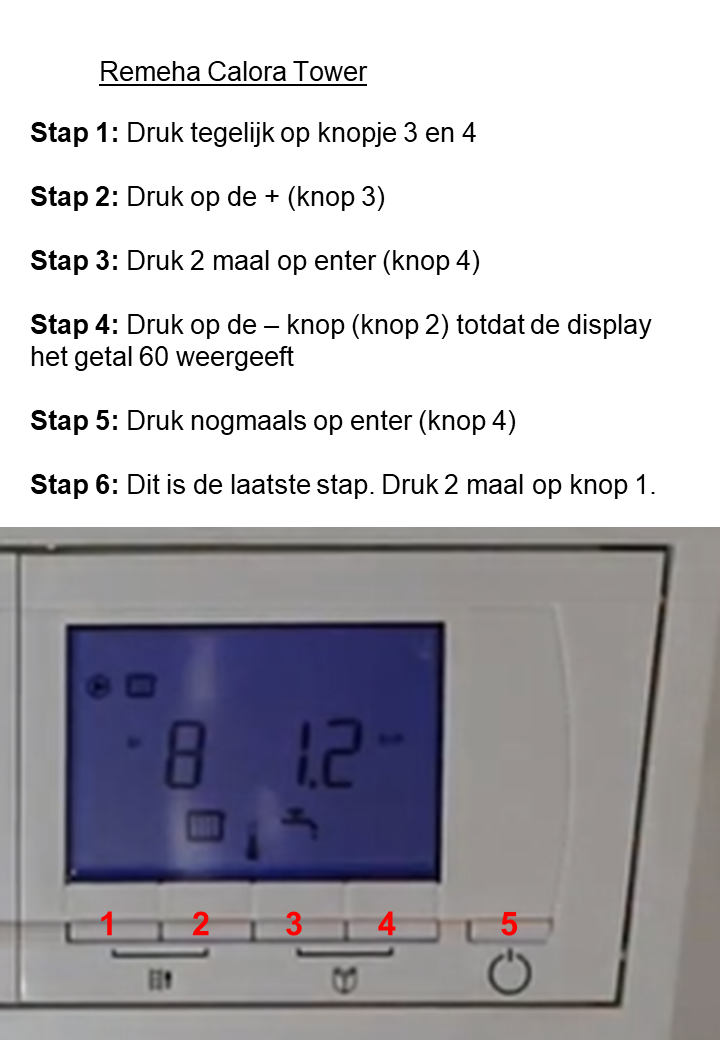 Remeha Calora Tower
Stap 1: Druk tegelijk op knopje 3 en 4
Stap 2: Druk op de + (knop 3)
Stap 3: Druk 2 maal op enter (knop 4)
Stap 4: Druk op de – knop (knop 2) totdat de display
het getal 60 weergeeft
Stap 5: Druk nogmaals op enter (knop 4)
Stap 6: Dit is de laatste stap. Druk 2 maal op knop 1.
8 1.2
1 2 3 4 5